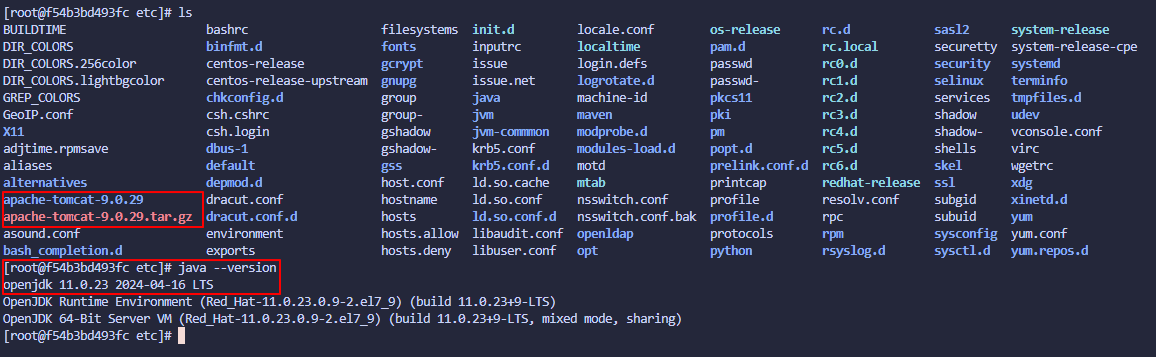 [root@f54b3bd493fc etc]# ls
BUILDTIME bashrc filesystems init.d locale.conf os-release rc.d sasl2 system-release
DIR_COLORS binfmt.d fonts inputrc localtime pam.d rc.local securetty system-release-cpe
DIR_COLORS.256color centos-release gcrypt issue login.defs passwd rc0.d security systemd
DIR_COLORS.lightbgcolor centos-release-upstream gnupg issue.net logrotate.d passwd- rc1.d selinux terminfo
GREP_COLORS chkconfig.d group java machine-id pkcs11 rc2.d services tmpfiles.d
GeoIP.conf csh.cshrc group- jvm maven pki rc3.d shadow udev
X11 csh.login gshadow jvm-commmon modprobe.d pm rc4.d shadow- vconsole.conf
adjtime.rpmsave dbus-1 gshadow- krb5.conf modules-load.d popt.d rc5.d shells virc
aliases default gss krb5.conf.d motd prelink.conf.d rc6.d skel wgetrc
alternatives depmod.d host.conf ld.so.cache mtab printcap redhat-release ssl xdg
apache-tomcat-9.0.29 dracut.conf hostname ld.so.conf nsswitch.conf profile resolv.conf subgid xinetd.d
apache-tomcat-9.0.29.tar.gz dracut.conf.d hosts ld.so.conf.d nsswitch.conf.bak profile.d rpc subuid yum
asound.conf environment hosts.allow libaudit.conf openldap protocols rpm sysconfig yum.conf
bash_completion.d exports hosts.deny libuser.conf opt python rsyslog.d sysctl.d yum.repos.d
[root@f54b3bd493fc etc]# java --version
openjdk 11.0.23 2024-04-16 LTS
OpenJDK Runtime Environment (Red_Hat-11.0.23.0.9-2.el7_9) (build 11.0.23+9-LTS)
OpenJDK 64-Bit Server VM (Red_Hat-11.0.23.0.9-2.el7_9) (build 11.0.23+9-LTS, mixed mode, sharing)
[root@f54b3bd493fc etc]#